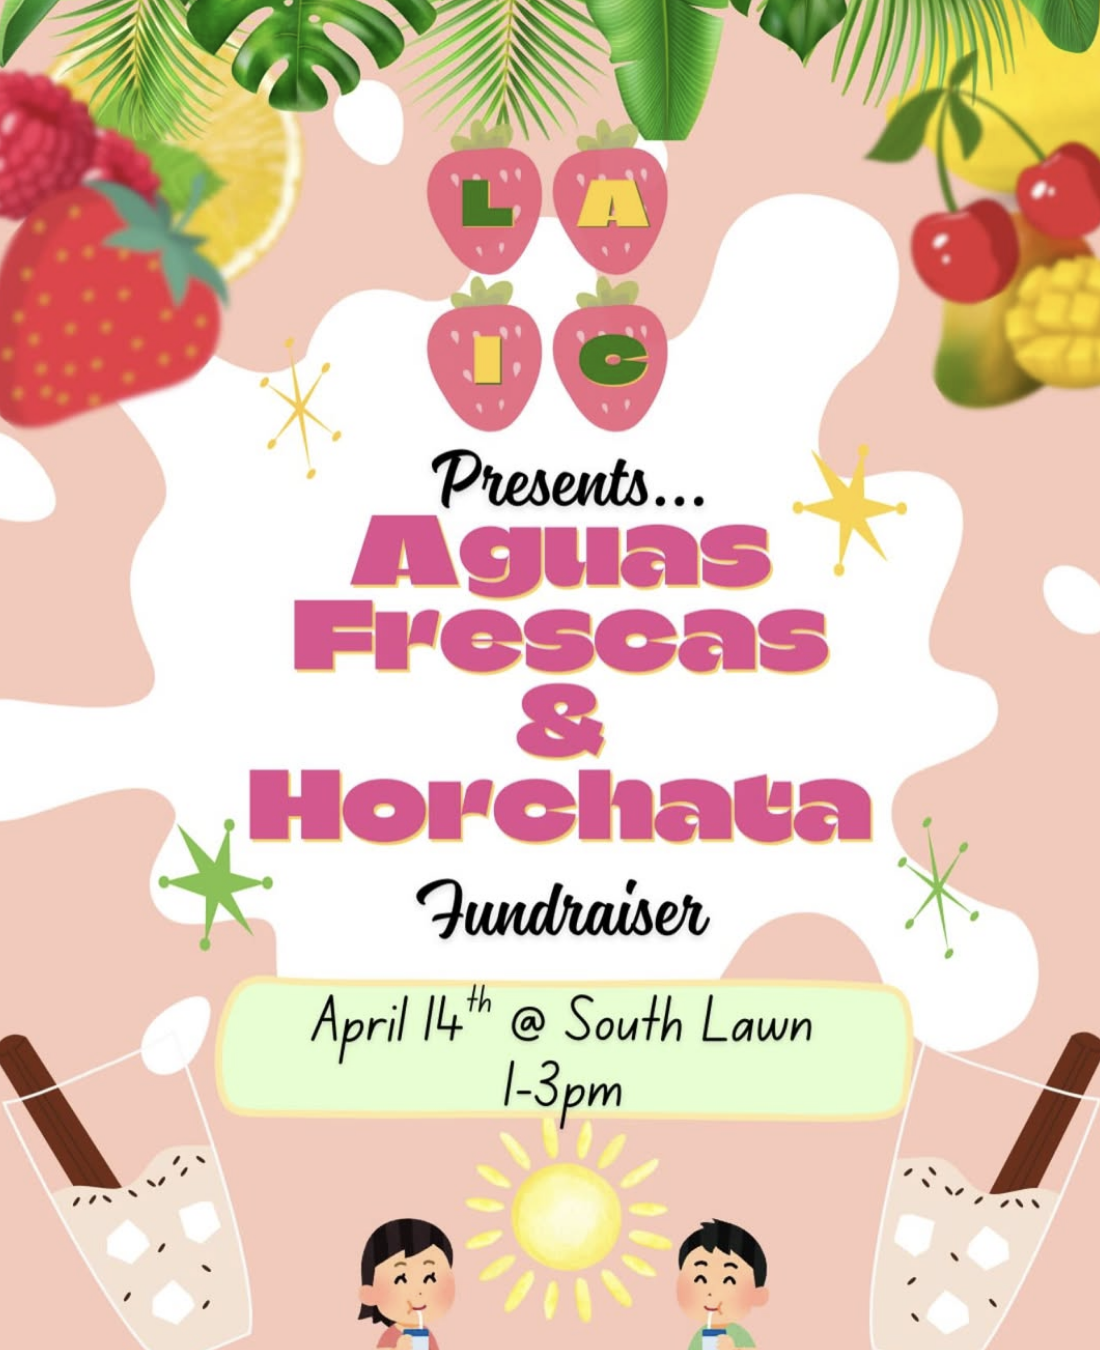 L A
I C
Presents...
Aguas
Frescas
&
Horchata
Fundraiser
April 14th @ South Lawn
1-3pm